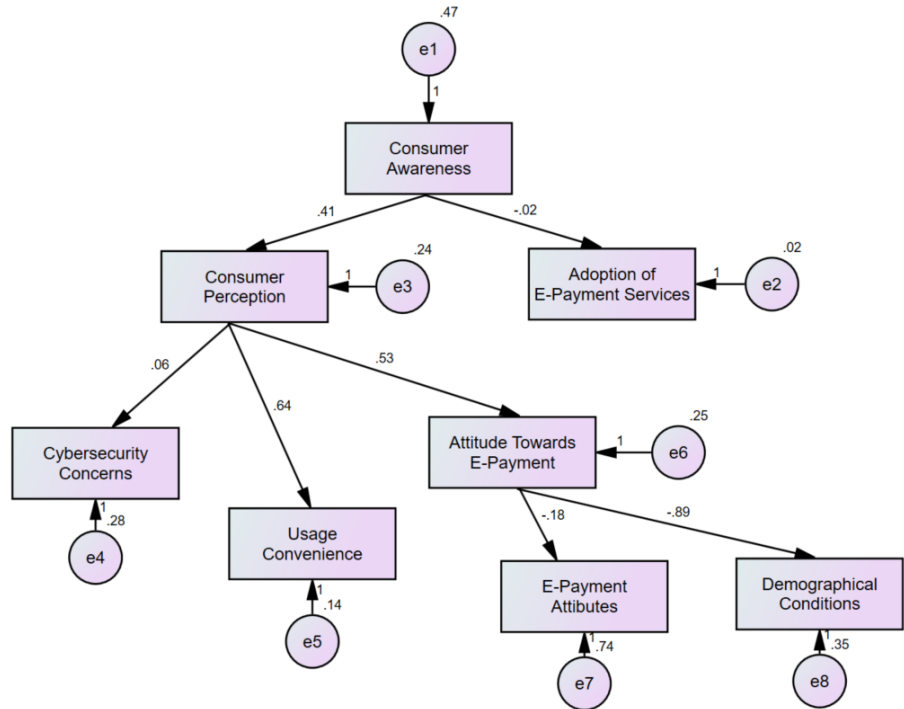 .47
e1
1
Consumer
Awareness
.41
-.02
.24
.02
Consumer
Perception
1
e3
Adoption of
E-Payment Services
1
e2
.06
.64
.53
.25
Cybersecurity
Concerns
Attitude Towards
E-Payment
1
e6
1
.28
e4
Usage
Convenience
-.18
-.89
1
.14
e5
E-Payment
Attibutes
Demographical
Conditions
1
.74
e7
1
.35
e8